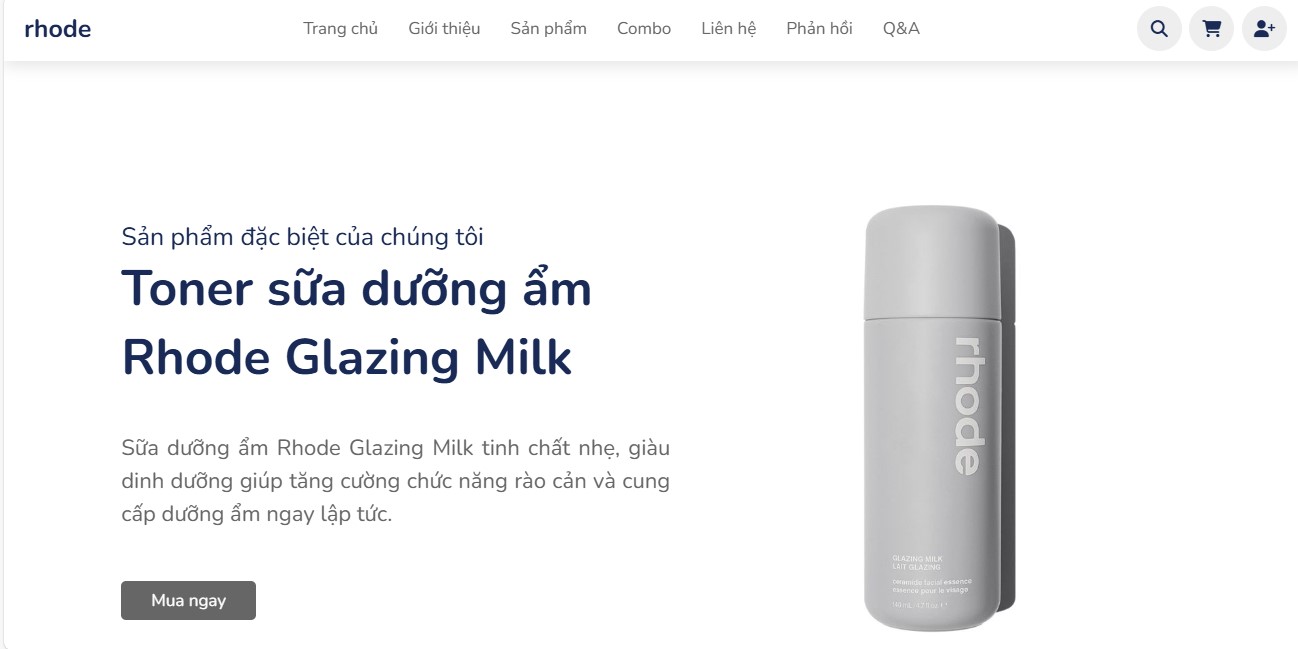 rhode
Trang chủ Giới thiệu Sản phẩm Combo Liên hệ Phản hồi Q&A
Sản phẩm đặc biệt của chúng tôi
Toner sữa dưỡng ẩm
Rhode Glazing Milk
Sữa dưỡng ẩm Rhode Glazing Milk tinh chất nhẹ, giàu
dinh dưỡng giúp tăng cường chức năng rào cản và cung
cấp dưỡng ẩm ngay lập tức.
Mua ngay
rhode
GLAZING MILK
LAIT GLAZING
ceramide facial essence
essence pour le visage